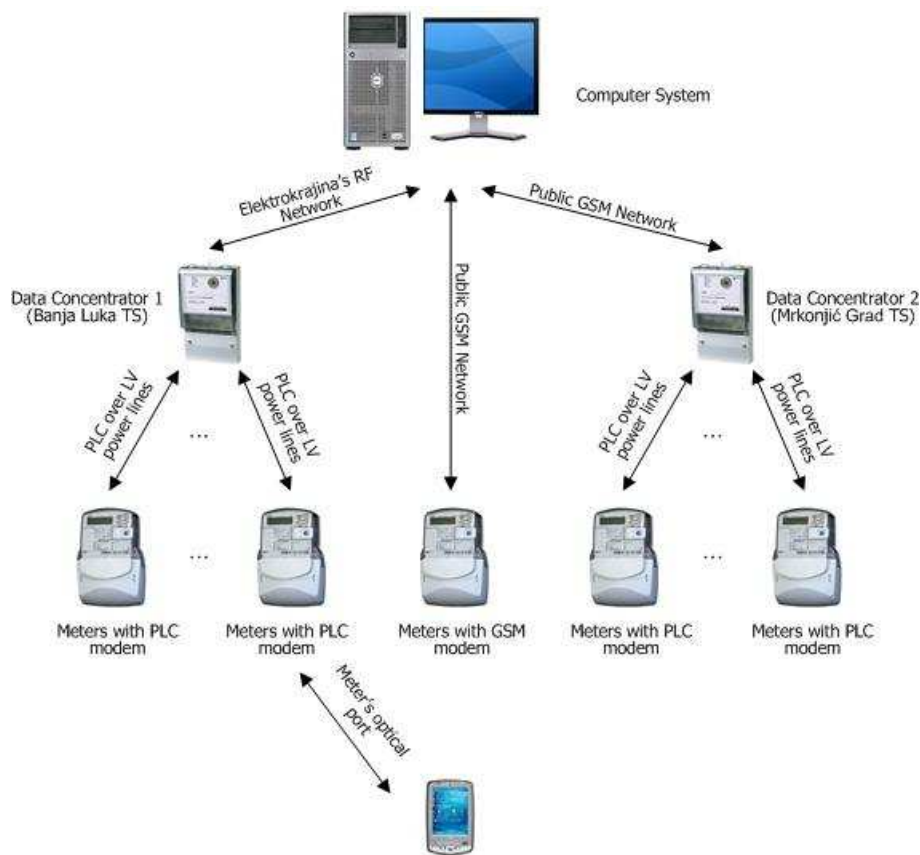 Computer System
Elektrokrajina's RF
Network
Public GSM Network
Public GSM Network
Data Concentrator 1
(Banja Luka TS)
Data Concentrator 2
(Mrkonjić Grad TS)
PLC over LV
power lines
PLC over LV
power lines
PLC over LV
power lines
PLC over LV
power lines
...
...
...
...
Meters with PLC
modem
Meters with PLC
modem
Meters with GSM
modem
Meters with PLC
modem
Meters with PLC
modem
Meter's optical
port